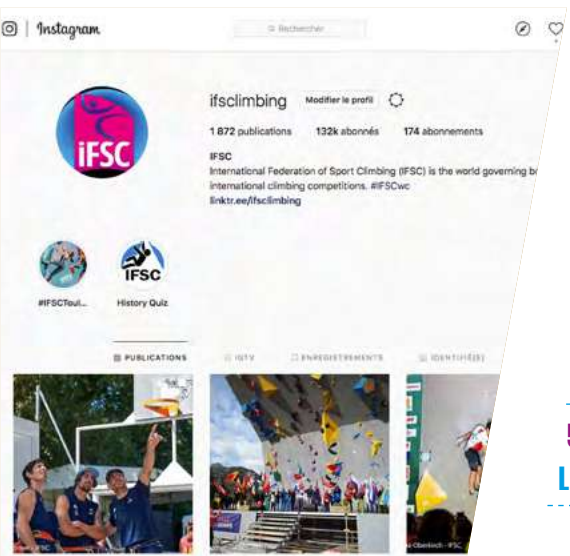 Instagram
Rechercher
iFSC
ifsclimbing Modifier le profil
1 872 publications 132k abonnés 174 abonnements
IFSC
International Federation of Sport Climbing (IFSC) is the world governing
international climbing competitions. #IFSCwc
linktr.ee/ifsclimbing
IFSC
#IFSCToul... History Quiz
PUBLICATIONS IGTV ENREGISTREMENTS IDENTIFIÉ(E)
L